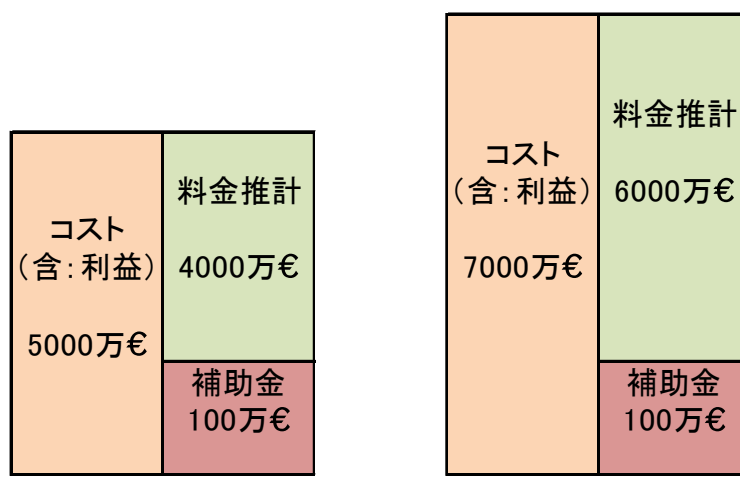 コスト
（含：利益）
5000万€
料金推計
4000万€
補助金
100万€
コスト
（含：利益）
7000万€
料金推計
6000万€
補助金
100万€